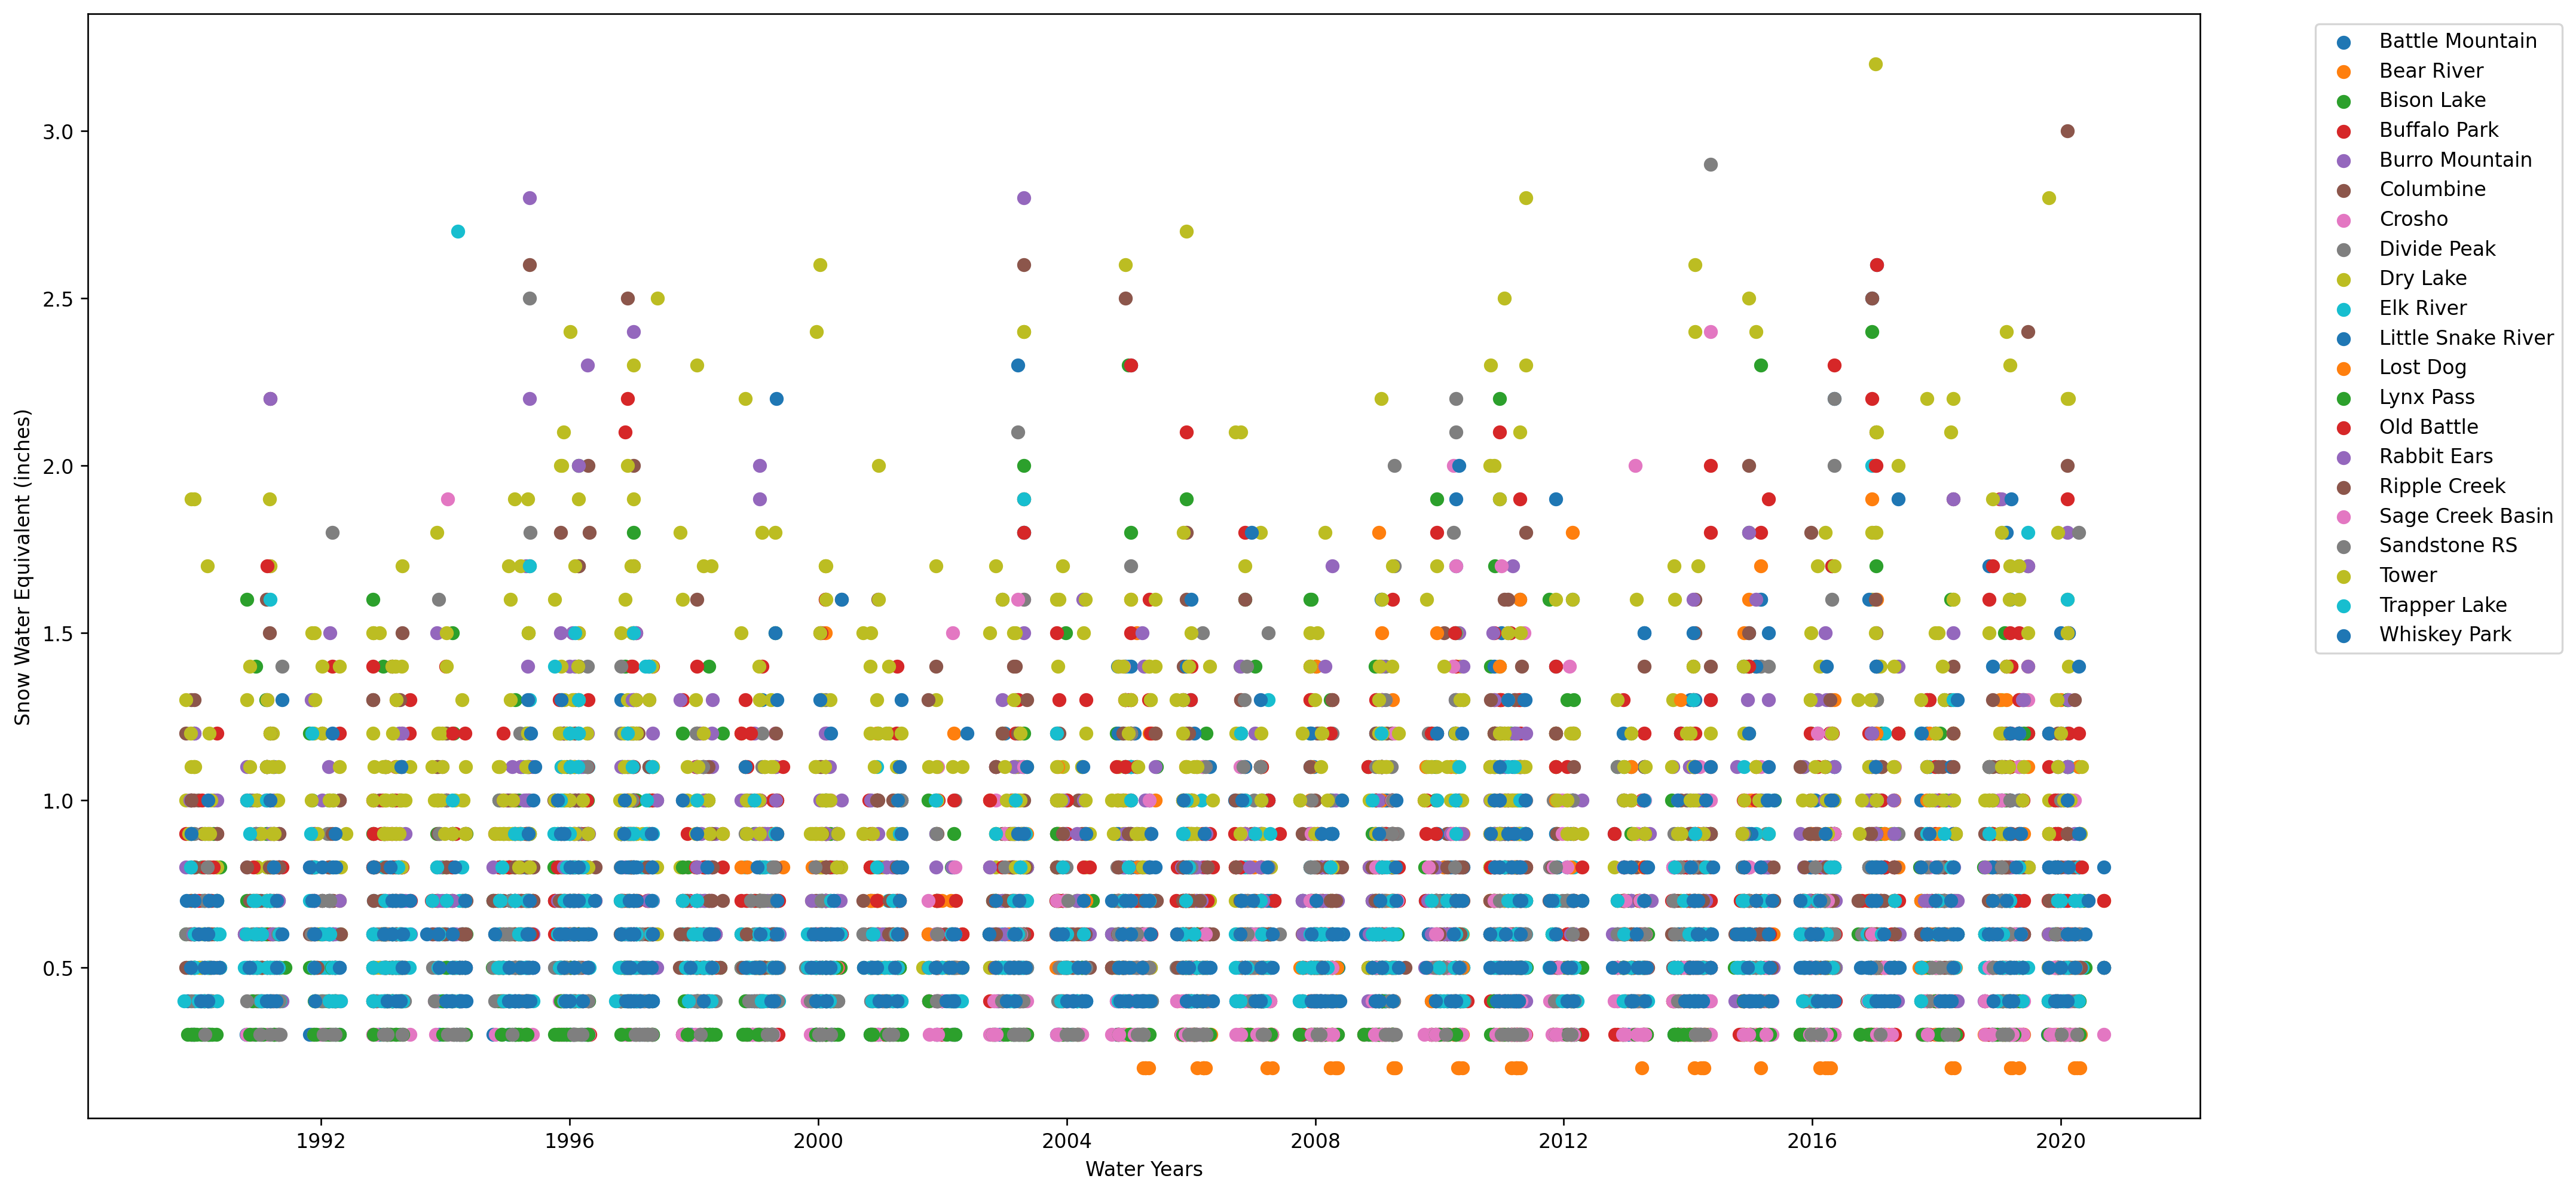 3.0
2.5
2.0
1.5
1.0
0.5
Snow Water Equivalent (inches)
1992
1996
2000
2004
2008
2012
2016
2020
Water Years
Battle Mountain
Bear River
Bison Lake
Buffalo Park
Burro Mountain
Columbine
Crosho
Divide Peak
Dry Lake
Elk River
Little Snake River
Lost Dog
Lynx Pass
Old Battle
Rabbit Ears
Ripple Creek
Sage Creek Basin
Sandstone RS
Tower
Trapper Lake
Whiskey Park